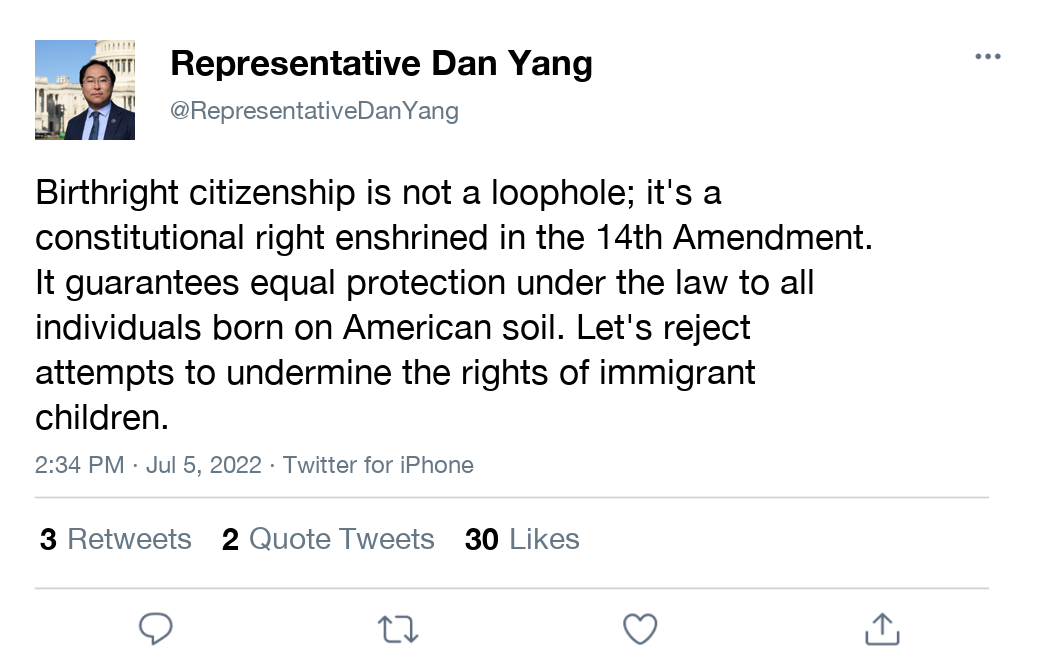 Representative Dan Yang
@RepresentativeDanYang
Birthright citizenship is not a loophole; it's a
constitutional right enshrined in the 14th Amendment.
It guarantees equal protection under the law to all
individuals born on American soil. Let's reject
attempts to undermine the rights of immigrant
children.
2:34 PM · Jul 5, 2022 · Twitter for iPhone
3 Retweets 2 Quote Tweets 30 Likes